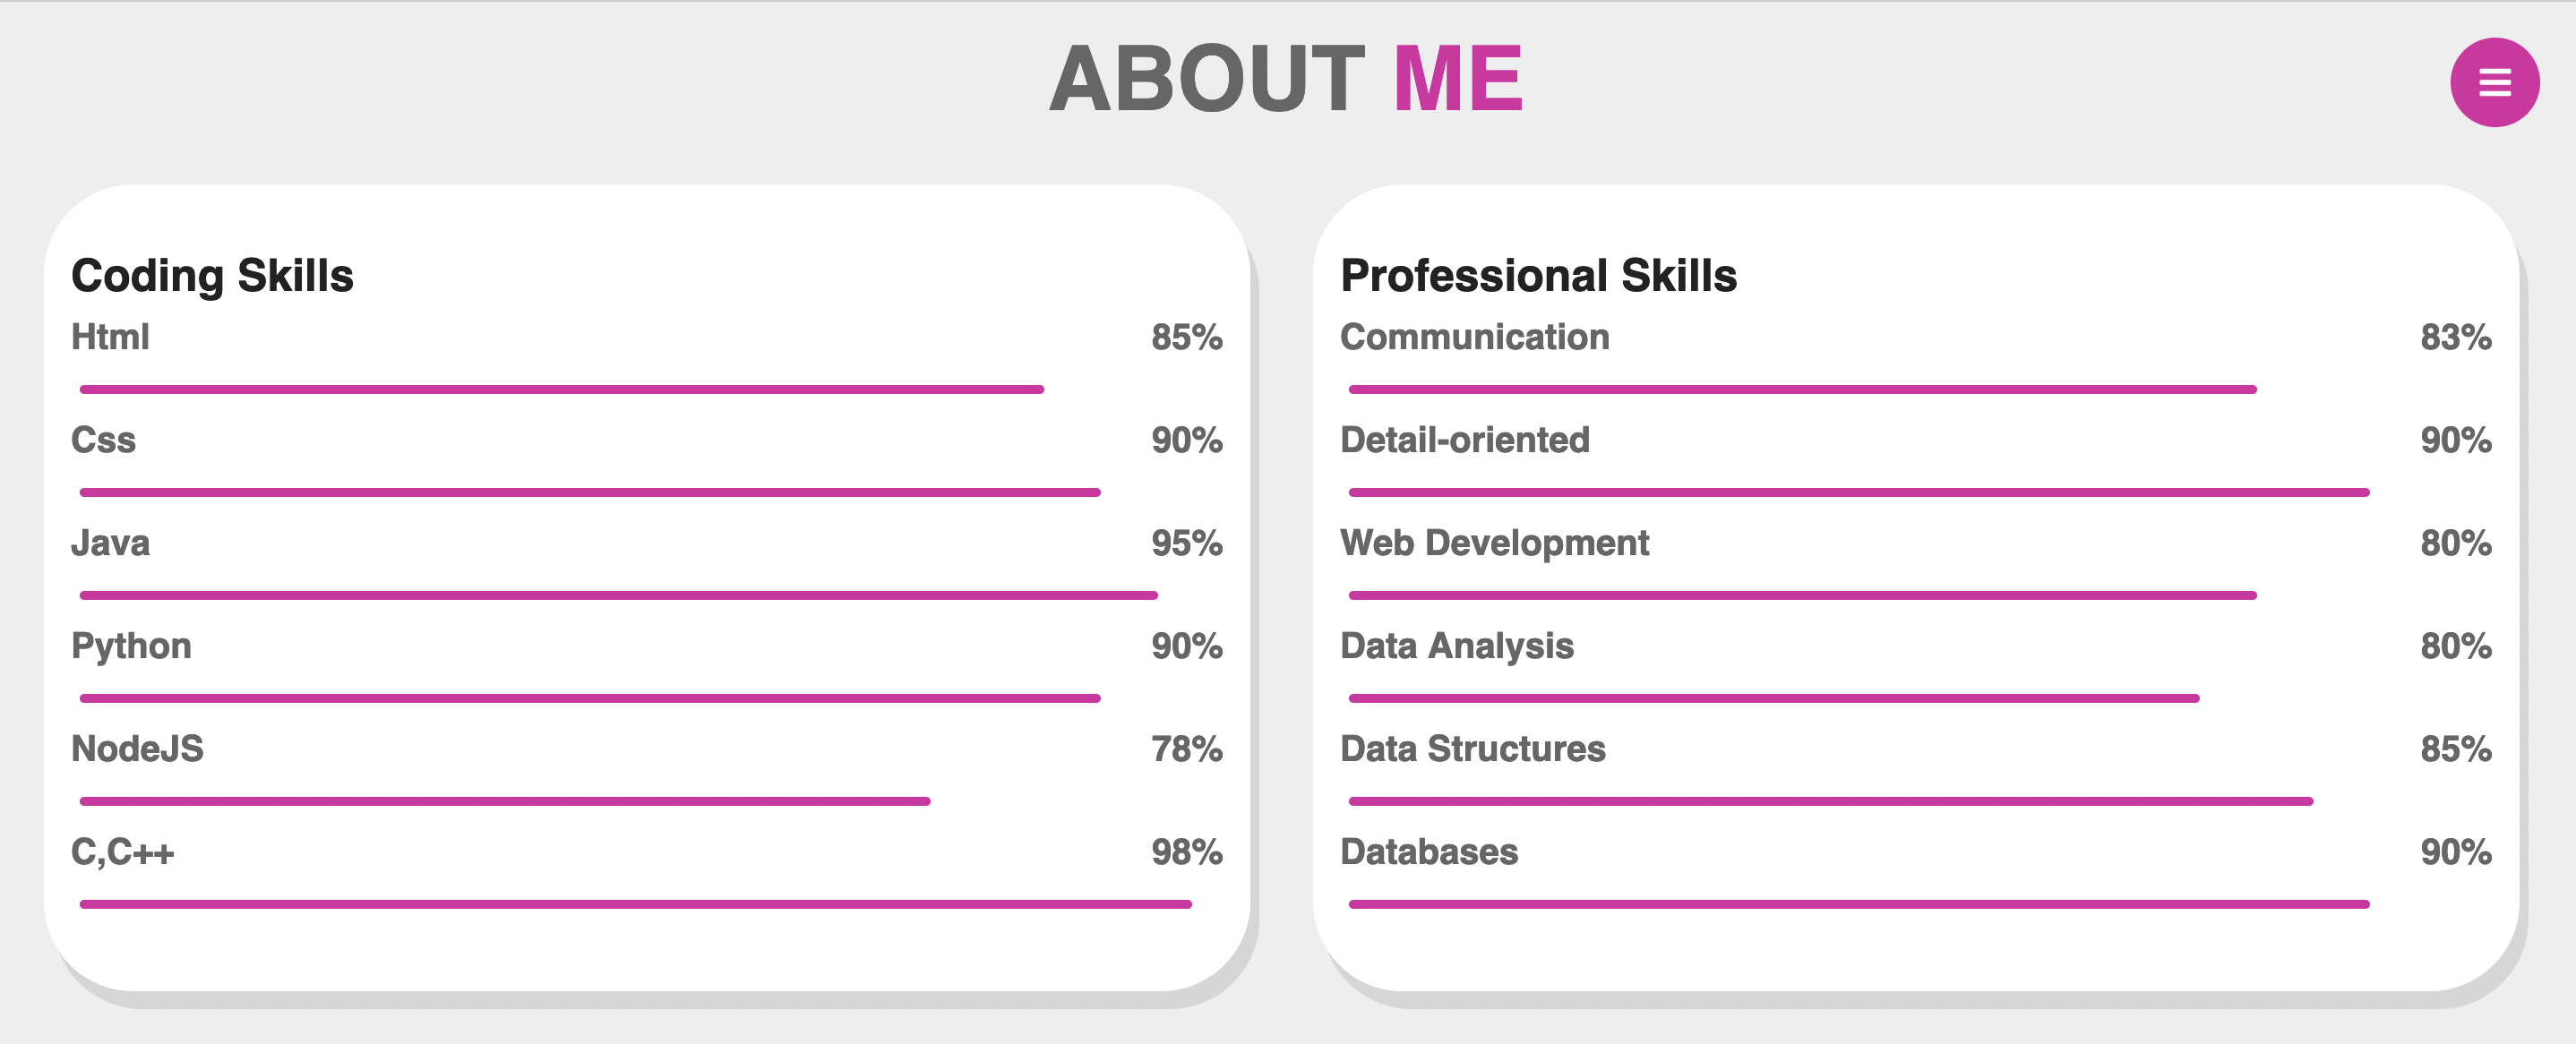 ABOUT ME
Coding Skills
Html 85%
Css 90%
Java 95%
Python 90%
NodeJS 78%
C,C++ 98%
Professional Skills
Communication 83%
Detail-oriented 90%
Web Development 80%
Data Analysis 80%
Data Structures 85%
Databases 90%